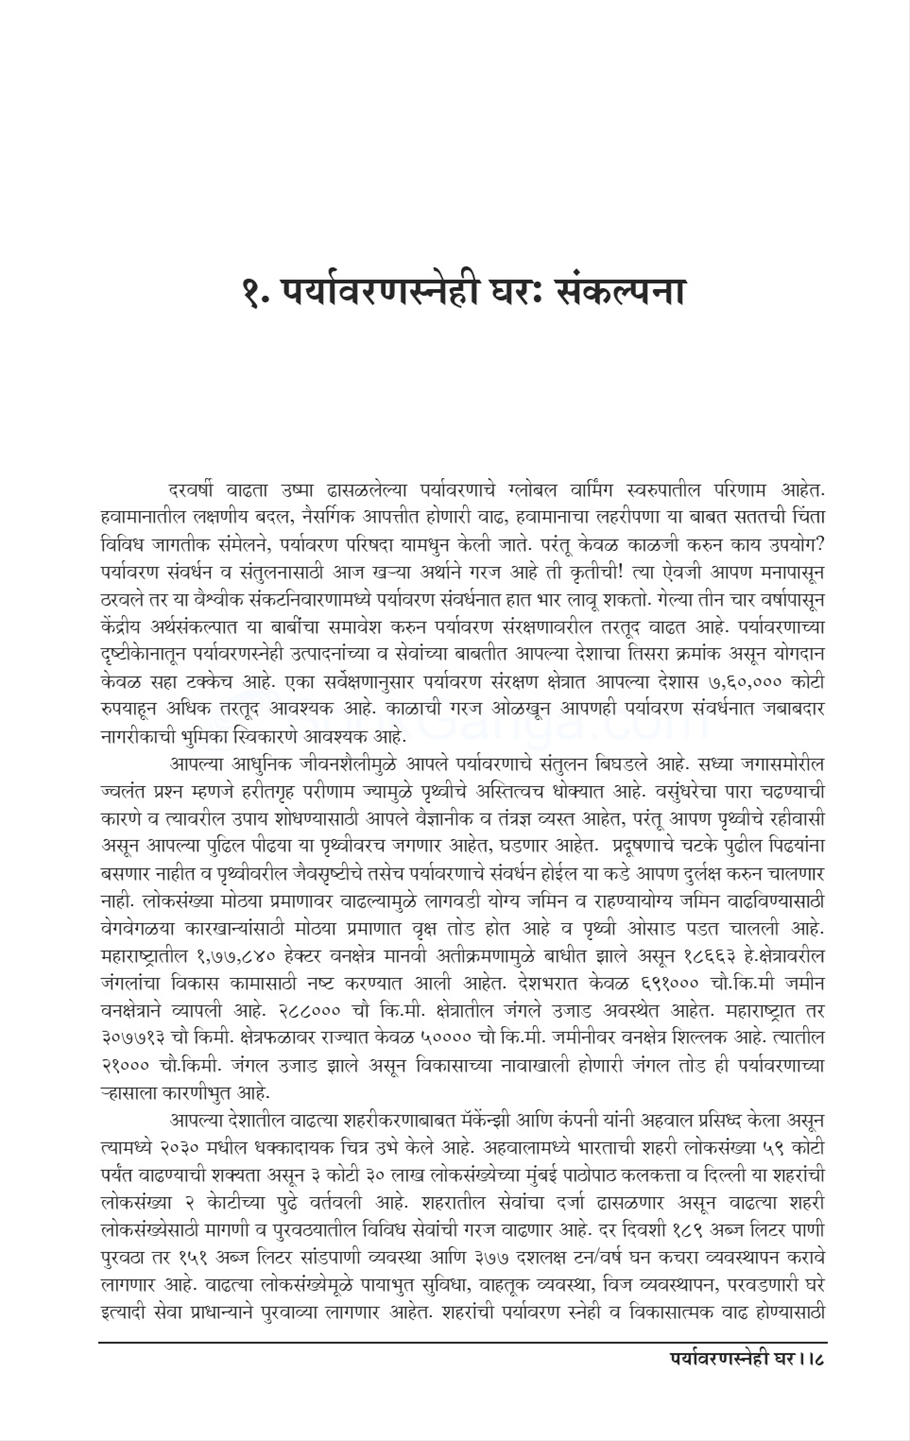 १. पर्यावरणस्नेही घर: संकल्पना
दरवर्षी वाढता उष्मा ढासळलेल्या पर्यावरणाचे ग्लोबल वार्मिंग स्वरुपातील परिणाम आहेत.
हवामानातील लक्षणीय बदल, नैसर्गिक आपत्तीत होणारी वाढ, हवामानाचा लहरीपणा या बाबत सततची चिंता
विविध जागतीक संमेलने, पर्यावरण परिषदा यामधुन केली जाते. परंतू केवळ काळजी करुन काय उपयोग?
पर्यावरण संवर्धन व संतुलनासाठी आज खऱ्या अर्थाने गरज आहे ती कृतीची! त्या ऐवजी आपण मनापासून
ठरवले तर या वैश्वीक संकटनिवारणामध्ये पर्यावरण संवर्धनात हात भार लावू शकतो. गेल्या तीन चार वर्षापासून
केंद्रीय अर्थसंकल्पात या बाबींचा समावेश करुन पर्यावरण संरक्षणावरील तरतूद वाढत आहे. पर्यावरणाच्या
दृष्टीकोनातून पर्यावरणस्नेही उत्पादनांच्या व सेवांच्या बाबतीत आपल्या देशाचा तिसरा क्रमांक असून योगदान
केवळ सहा टक्केच आहे. एका सर्वेक्षणानुसार पर्यावरण संरक्षण क्षेत्रात आपल्या देशास ७,६०,००० कोटी
रुपयाहून अधिक तरतूद आवश्यक आहे. काळाची गरज ओळखून आपणही पर्यावरण संवर्धनात जबाबदार
नागरीकाची भुमिका स्विकारणे आवश्यक आहे.
आपल्या आधुनिक जीवनशैलीमुळे आपले पर्यावरणाचे संतुलन बिघडले आहे. सध्या जगासमोरील
ज्वलंत प्रश्न म्हणजे हरीतगृह परीणाम ज्यामुळे पृथ्वीचे अस्तित्वच धोक्यात आहे. वसुंधरेचा पारा चढण्याची
कारणे व त्यावरील उपाय शोधण्यासाठी आपले वैज्ञानीक व तंत्रज्ञ व्यस्त आहेत, परंतू आपण पृथ्वीचे रहीवासी
असून आपल्या पुढिल पीढया या पृथ्वीवरच जगणार आहेत, घडणार आहेत. प्रदूषणाचे चटके पुढील पिढयांना
बसणार नाहीत व पृथ्वीवरील जैवसृष्टीचे तसेच पर्यावरणाचे संवर्धन होईल या कडे आपण दुर्लक्ष करुन चालणार
नाही. लोकसंख्या मोठया प्रमाणावर वाढल्यामुळे लागवडी योग्य जमिन व राहण्यायोग्य जमिन वाढविण्यासाठी
वेगवेगळया कारखान्यांसाठी मोठया प्रमाणात वृक्ष तोड होत आहे व पृथ्वी ओसाड पडत चालली आहे.
महाराष्ट्रातील १,७७,८४० हेक्टर वनक्षेत्र मानवी अतीक्रमणामुळे बाधीत झाले असून १८६६३ हे.क्षेत्रावरील
जंगलांचा विकास कामासाठी नष्ट करण्यात आली आहेत. देशभरात केवळ ६९१००० चौ.कि.मी जमीन
वनक्षेत्राने व्यापली आहे. २८८००० चौ कि.मी. क्षेत्रातील जंगले उजाड अवस्थेत आहेत. महाराष्ट्रात तर
३०७७१३ चौ किमी. क्षेत्रफळावर राज्यात केवळ ५०००० चौ कि.मी. जमीनीवर वनक्षेत्र शिल्लक आहे. त्यातील
२१००० चौ.किमी. जंगल उजाड झाले असून विकासाच्या नावाखाली होणारी जंगल तोड ही पर्यावरणाच्या
ऱ्हासाला कारणीभुत आहे.
आपल्या देशातील वाढत्या शहरीकरणाबाबत मॅकेंन्झी आणि कंपनी यांनी अहवाल प्रसिध्द केला असून
त्यामध्ये २०३० मधील धक्कादायक चित्र उभे केले आहे. अहवालामध्ये भारताची शहरी लोकसंख्या ५९ कोटी
पर्यंत वाढण्याची शक्यता असून ३ कोटी ३० लाख लोकसंख्येच्या मुंबई पाठोपाठ कलकत्ता व दिल्ली या शहरांची
लोकसंख्या २ कोटीच्या पुढे वर्तवली आहे. शहरातील सेवांचा दर्जा ढासळणार असून वाढत्या शहरी
लोकसंख्येसाठी मागणी व पुरवठयातील विविध सेवांची गरज वाढणार आहे. दर दिवशी १८९ अब्ज लिटर पाणी
पुरवठा तर १५१ अब्ज लिटर सांडपाणी व्यवस्था आणि ३७७ दशलक्ष टन/वर्ष घन कचरा व्यवस्थापन करावे
लागणार आहे. वाढत्या लोकसंख्येमूळे पायाभुत सुविधा, वाहतूक व्यवस्था, विज व्यवस्थापन, परवडणारी घरे
इत्यादी सेवा प्राधान्याने पुरवाव्या लागणार आहेत. शहरांची पर्यावरण स्नेही व विकासात्मक वाढ होण्यासाठी
पर्यावरणस्नेही घर।।८